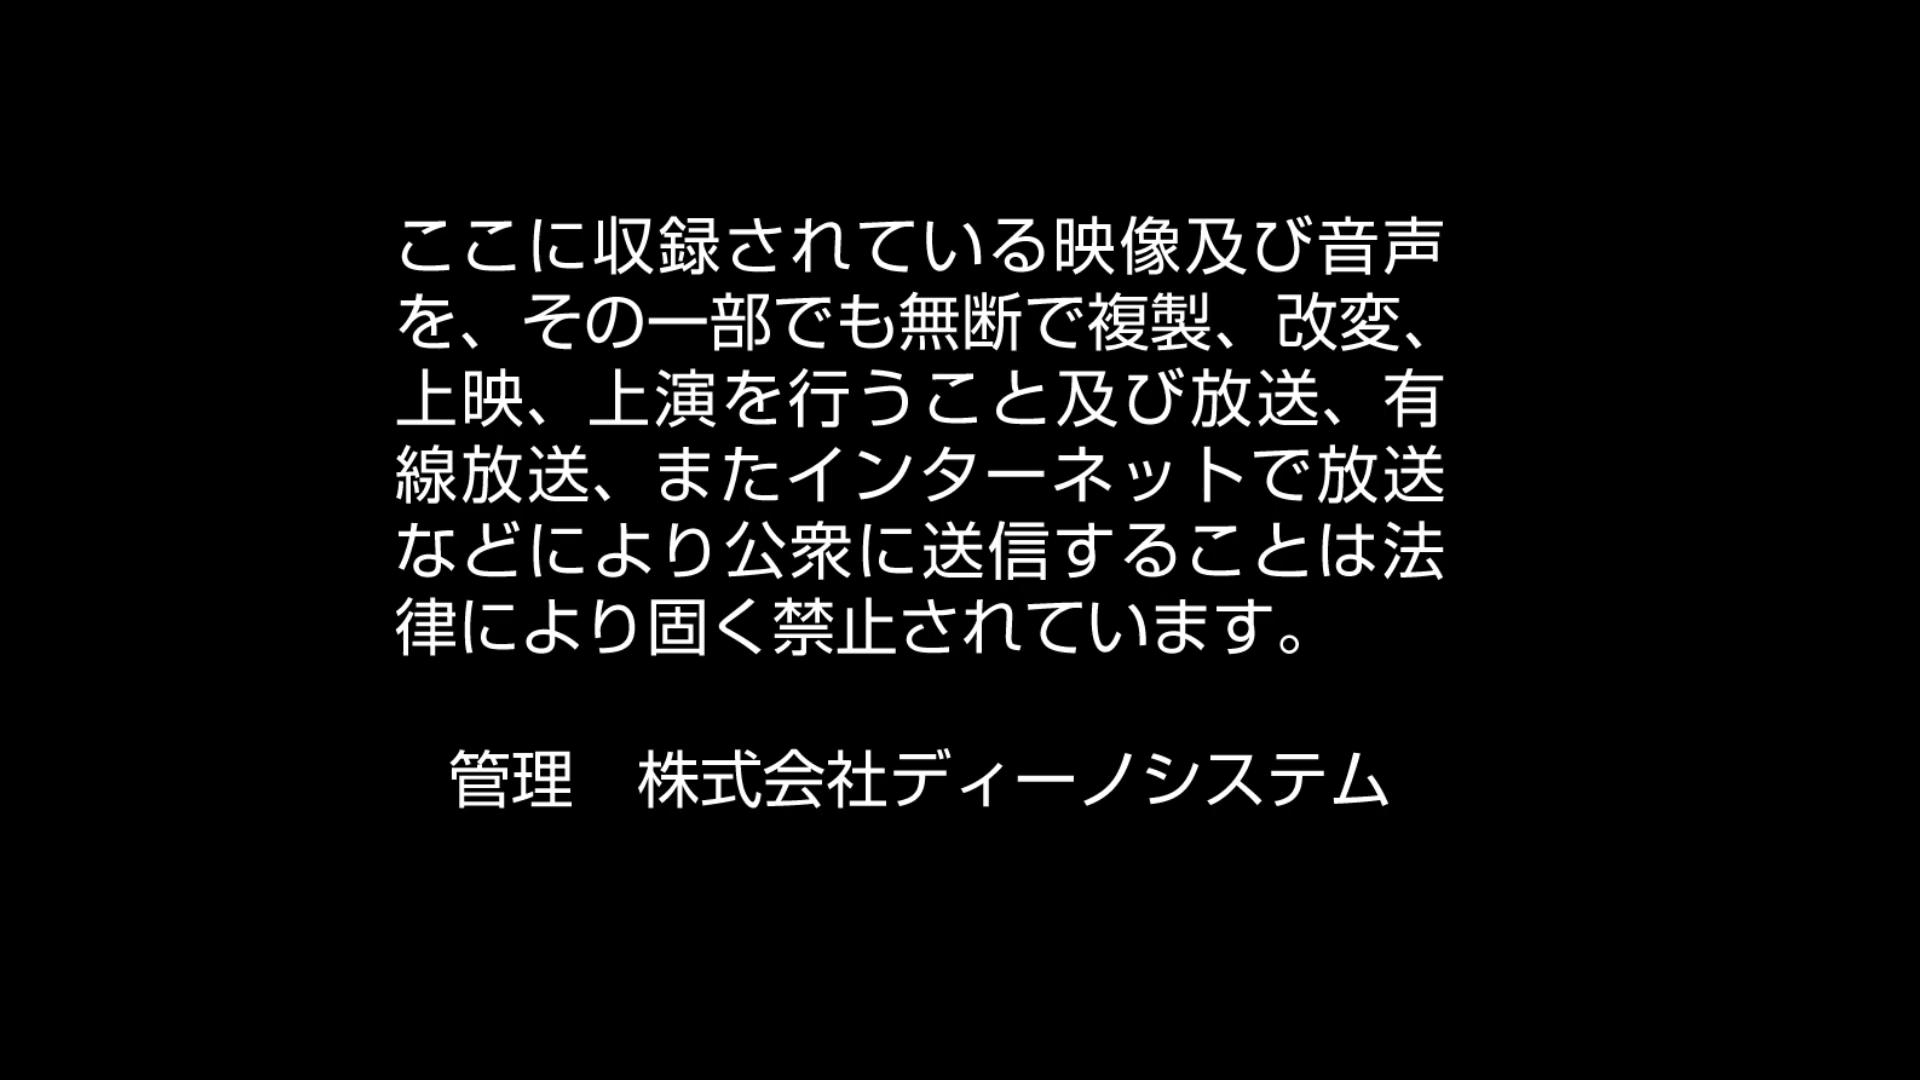 ここに収録されている映像及び音声
を、その一部でも無断で複製、改変、
上映、上演を行うこと及び放送、有
線放送、またインターネットで放送
などにより公衆に送信することは法
律により固く禁止されています。
管理　株式会社ディーノシステム